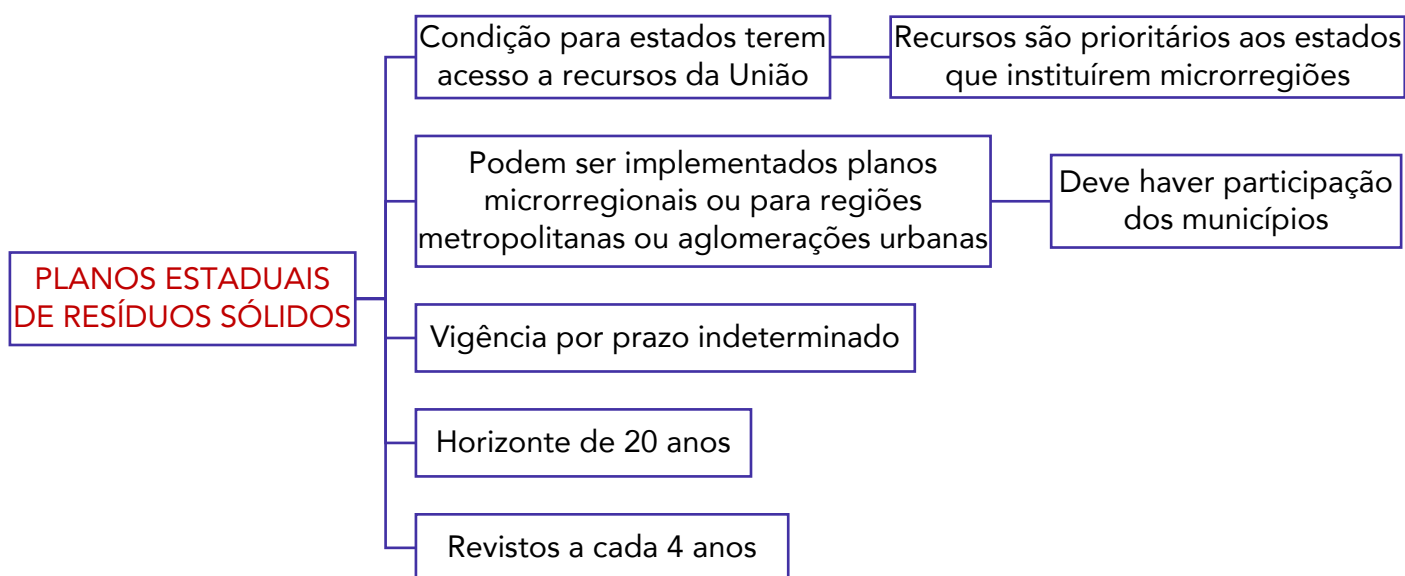 Condição para estados terem
acesso a recursos da União
Recursos são prioritários aos estados
que instituírem microrregiões
Podem ser implementados planos
microrregionais ou para regiões
metropolitanas ou aglomerações urbanas
Deve haver participação
dos municípios
PLANOS ESTADUAIS
DE RESÍDUOS SÓLIDOS
Vigência por prazo indeterminado
Horizonte de 20 anos
Revistos a cada 4 anos